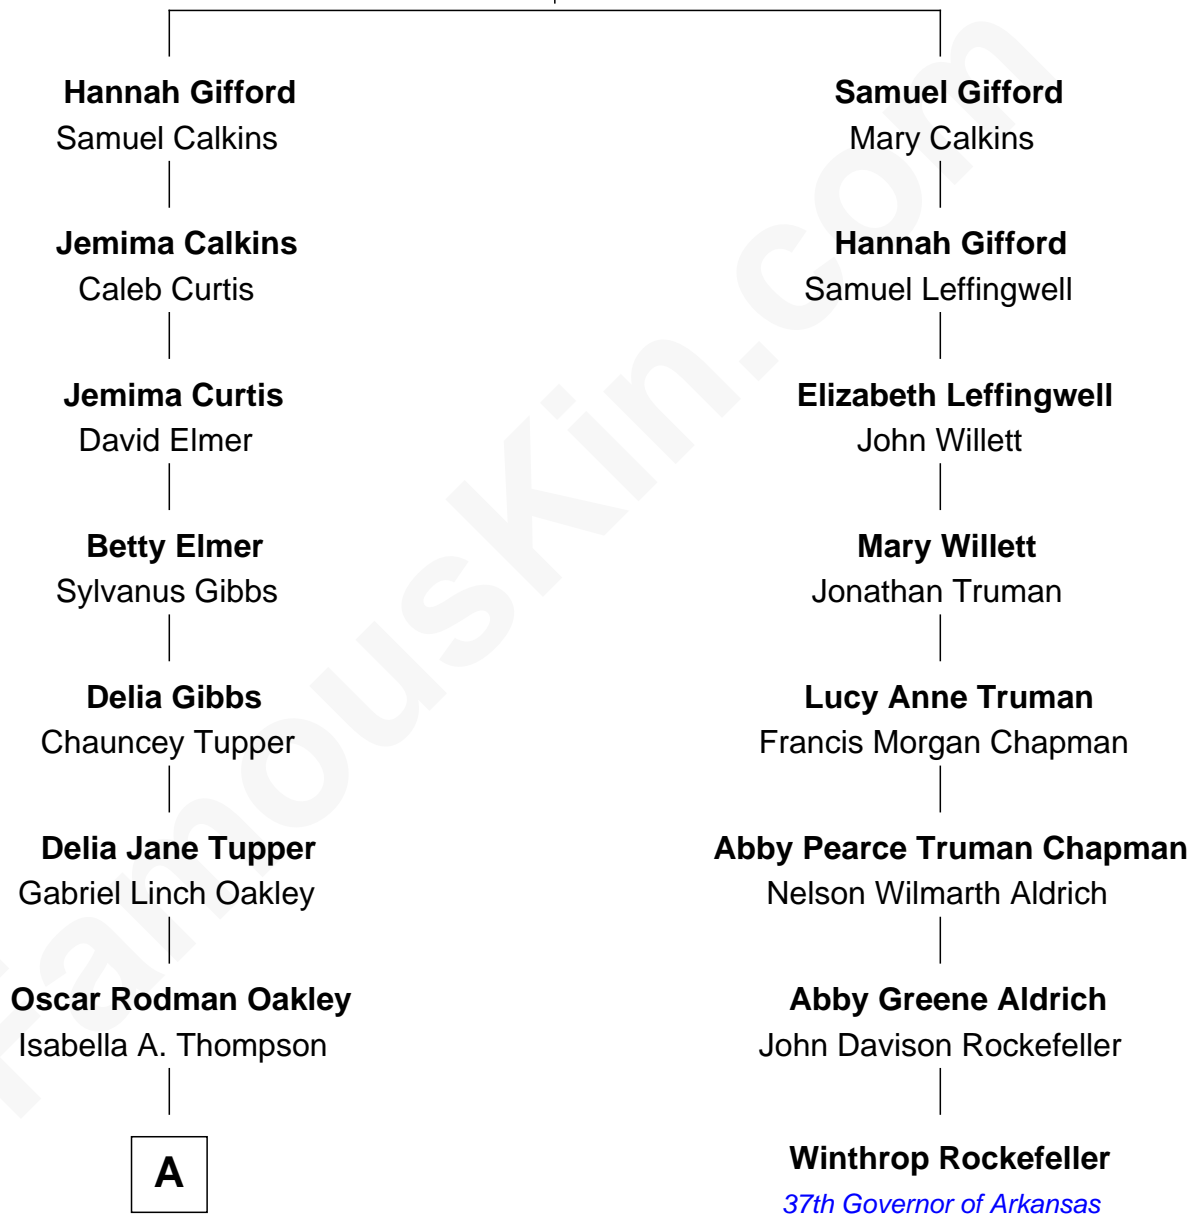 Hannah Gifford
Samuel Calkins
Samuel Gifford
Mary Calkins
Jemima Calkins
Caleb Curtis
Hannah Gifford
Samuel Leffingwell
Jemima Curtis
David Elmer
Elizabeth Leffingwell
John Willett
Betty Elmer
Sylvanus Gibbs
Mary Willett
Jonathan Truman
Delia Gibbs
Chauncey Tupper
Lucy Anne Truman
Francis Morgan Chapman
Delia Jane Tupper
Gabriel Linch Oakley
Abby Pearce Truman Chapman
Nelson Wilmarth Aldrich
Oscar Rodman Oakley
Isabella A. Thompson
Abby Greene Aldrich
John Davison Rockefeller
A
Winthrop Rockefeller
37th Governor of Arkansas
FamousKin.com